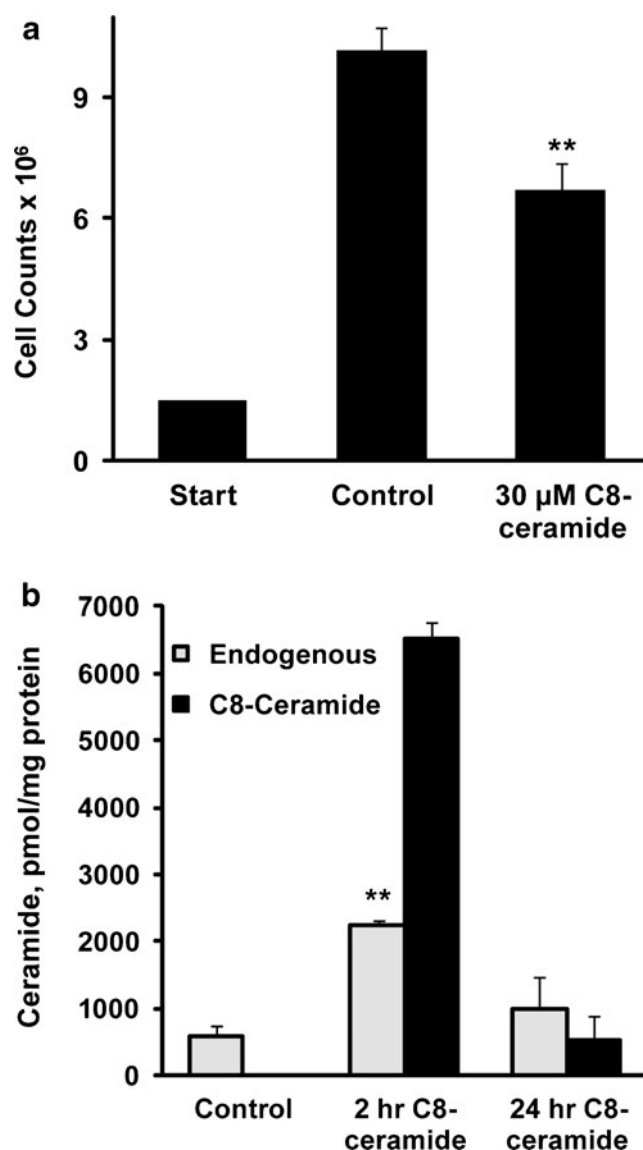 a
Cell Counts x 10⁶
9
6
3
0
**
Start
Control
30 µM C8-
ceramide
b
Ceramide, pmol/mg protein
7000
6000
5000
4000
3000
2000
1000
0
Endogenous
C8-Ceramide
**
Control
2 hr C8-
ceramide
24 hr C8-
ceramide